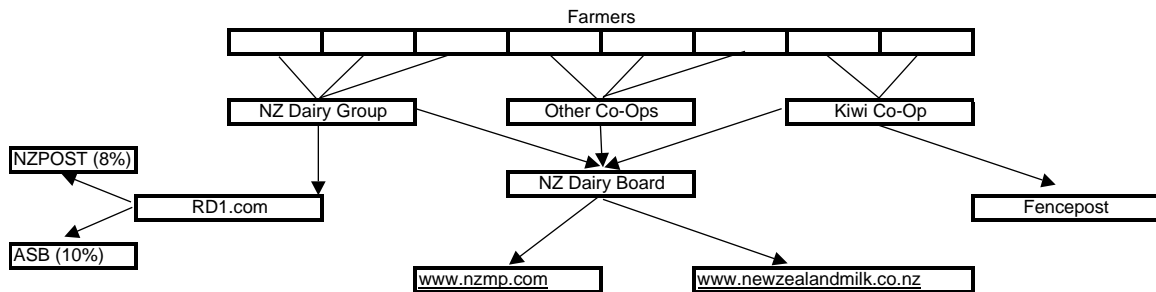 Farmers
NZ Dairy Group
Other Co-Ops
Kiwi Co-Op
NZPOST (8%)
NZ Dairy Board
RD1.com
Fencepost
ASB (10%)
www.nzmp.com
www.newzealandmilk.co.nz